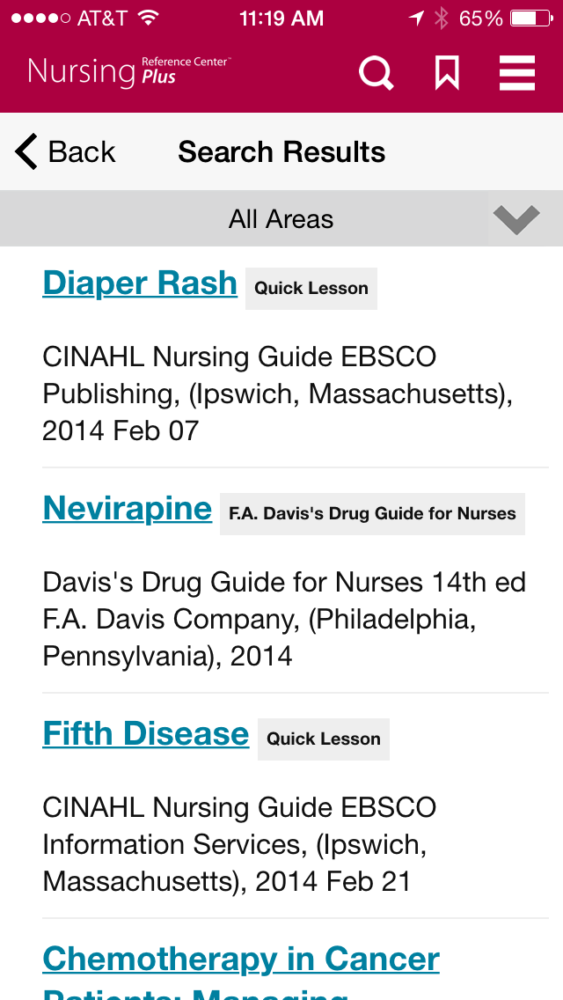 AT&T 11:19 AM 65%
Nursing Reference Center™ Plus
Back Search Results
All Areas
Diaper Rash Quick Lesson
CINAHL Nursing Guide EBSCO
Publishing, (Ipswich, Massachusetts),
2014 Feb 07
Nevirapine F.A. Davis's Drug Guide for Nurses
Davis's Drug Guide for Nurses 14th ed
F.A. Davis Company, (Philadelphia,
Pennsylvania), 2014
Fifth Disease Quick Lesson
CINAHL Nursing Guide EBSCO
Information Services, (Ipswich,
Massachusetts), 2014 Feb 21
Chemotherapy in Cancer
Patients: Managing